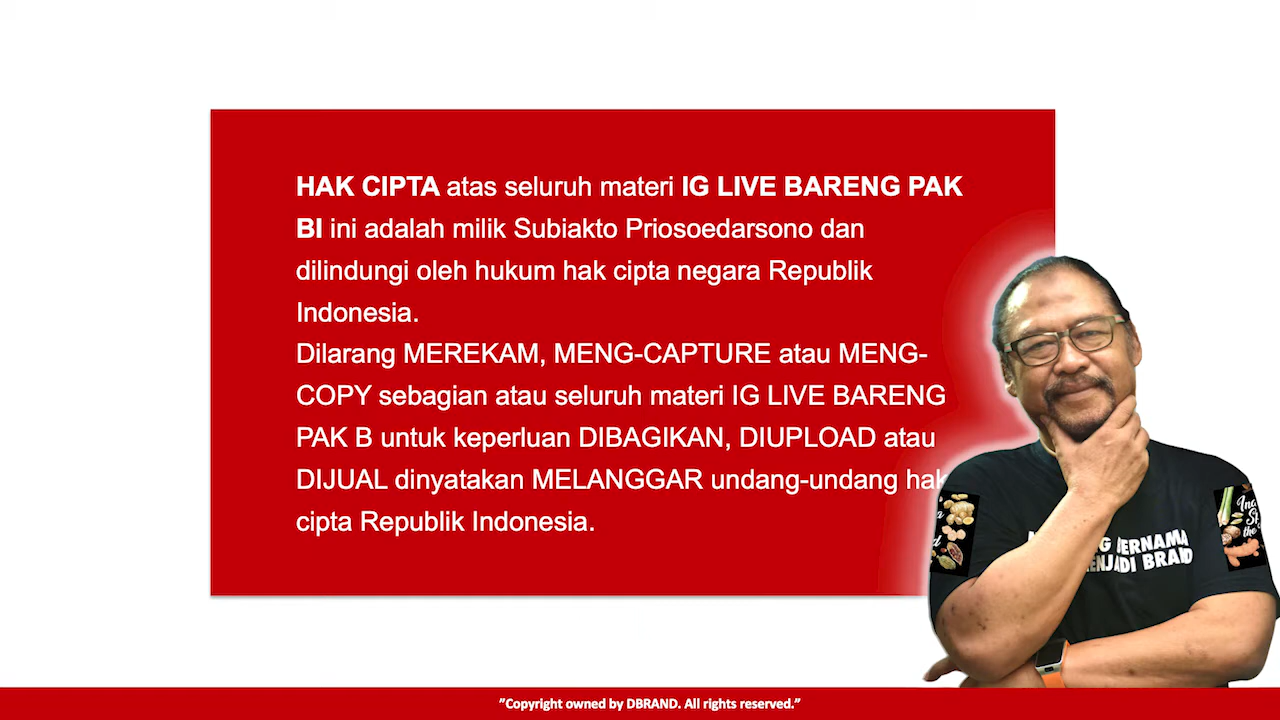 HAK CIPTA atas seluruh materi IG LIVE BARENG PAK
BI ini adalah milik Subiakto Priosoedarsono dan
dilindungi oleh hukum hak cipta negara Republik
Indonesia.
Dilarang MEREKAM, MENG-CAPTURE atau MENG-
COPY sebagian atau seluruh materi IG LIVE BARENG
PAK B untuk keperluan DIBAGIKAN, DIUPLOAD atau
DIJUAL dinyatakan MELANGGAR undang-undang hak
cipta Republik Indonesia.
BERNAMA
BRAND
the
"Copyright owned by DBRAND. All rights reserved."